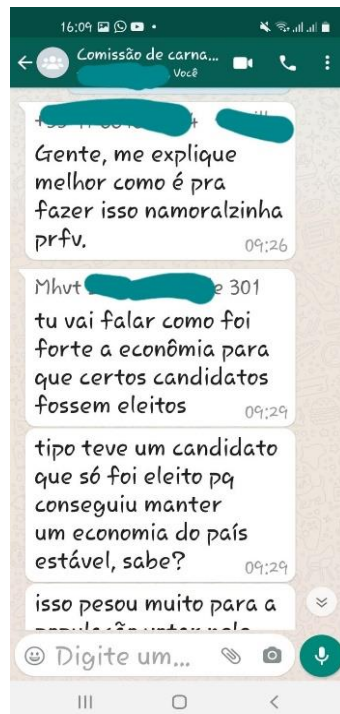 16:09
Comissão de carna...
Você
Gente, me explique
melhor como é pra
fazer isso namoralzinha
prfv.
09:26
Mhvt
e 301
tu vai falar como foi
forte a econômia para
que certos candidatos
fossem eleitos
09:29
tipo teve um candidato
que só foi eleito pq
conseguiu manter
um economia do país
estável, sabe?
09:29
isso pesou muito para a
Digite um...